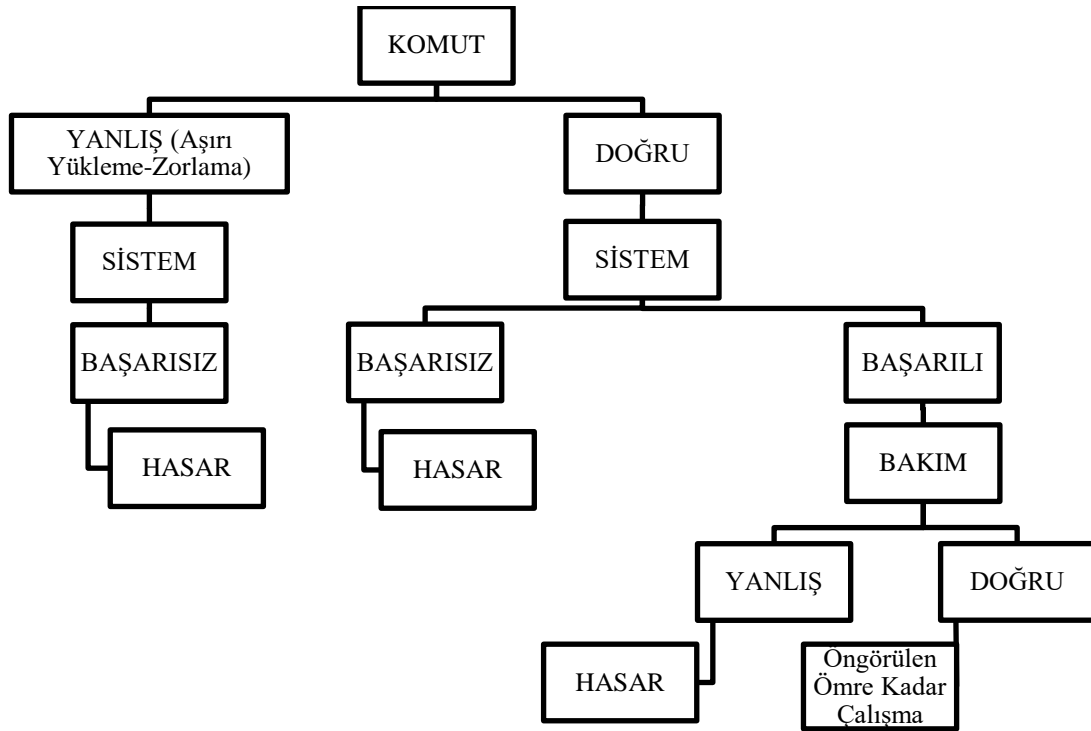 KOMUT
YANLIŞ (Aşırı
Yükleme-Zorlama)
DOĞRU
SİSTEM
SİSTEM
BAŞARISIZ
BAŞARISIZ
BAŞARILI
HASAR
HASAR
BAKIM
YANLIŞ
DOĞRU
HASAR
Öngörülen
Ömre Kadar
Çalışma